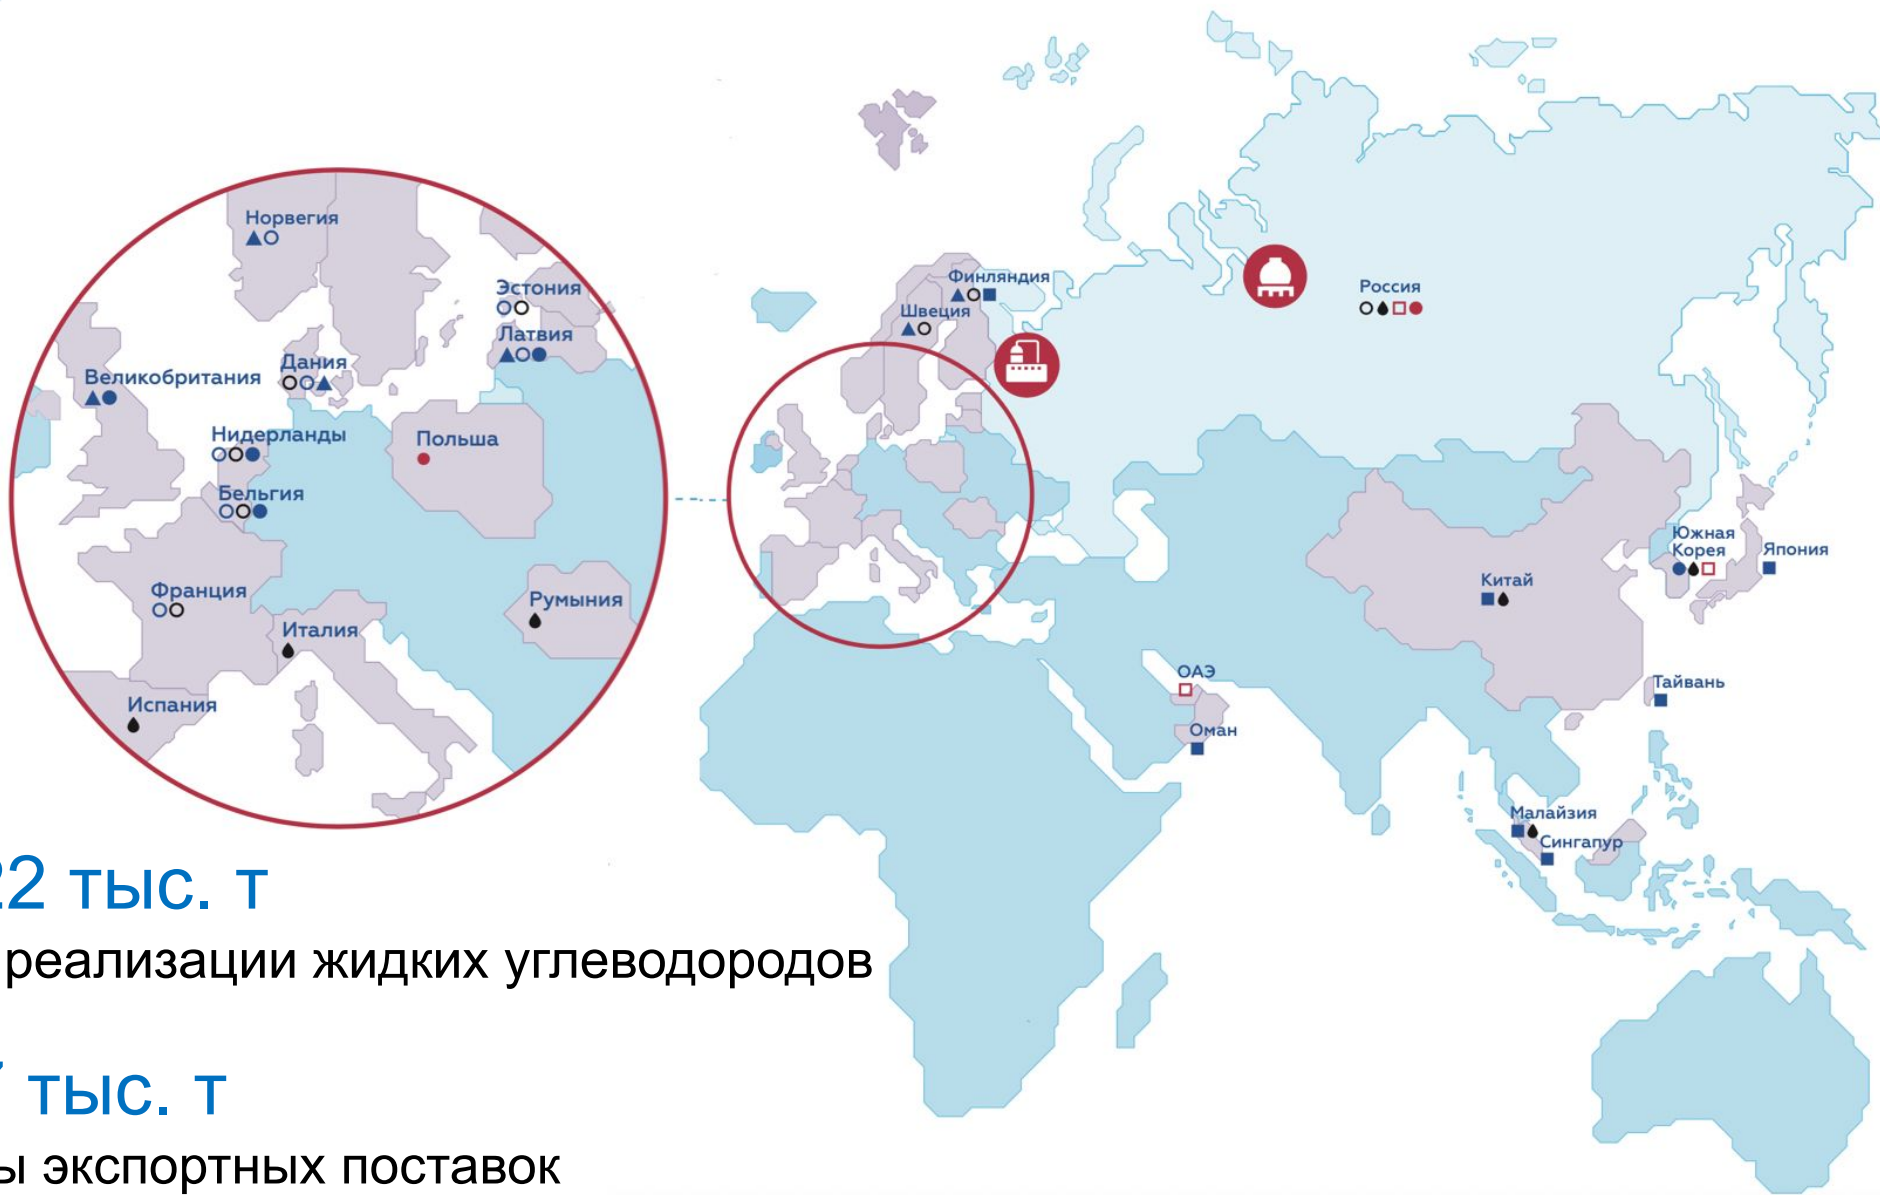 Норвегия
Эстония
Латвия
Дания
Великобритания
Нидерланды
Польша
Бельгия
Франция
Румыния
Италия
Испания
Финляндия
Швеция
Россия
Южная
Корея
Япония
Китай
ОАЭ
Тайвань
Оман
Малайзия
Сингапур
22 тыс. т
реализации жидких углеводородов
тыс. т
ы экспортных поставок